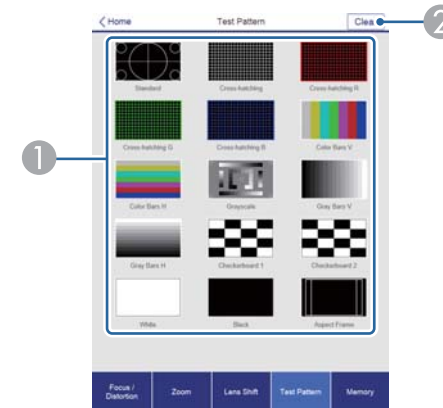 Home Test Pattern Clea
2
Standard Cross-hatching Cross-hatching R
1
Cross-hatching G Cross-hatching B Color Bars V
Color Bars H Grayscale Gray Bars V
Gray Bars H Checkerboard 1 Checkerboard 2
White Black Aspect Frame
Focus / Distortion Zoom Lens Shift Test Pattern Memory